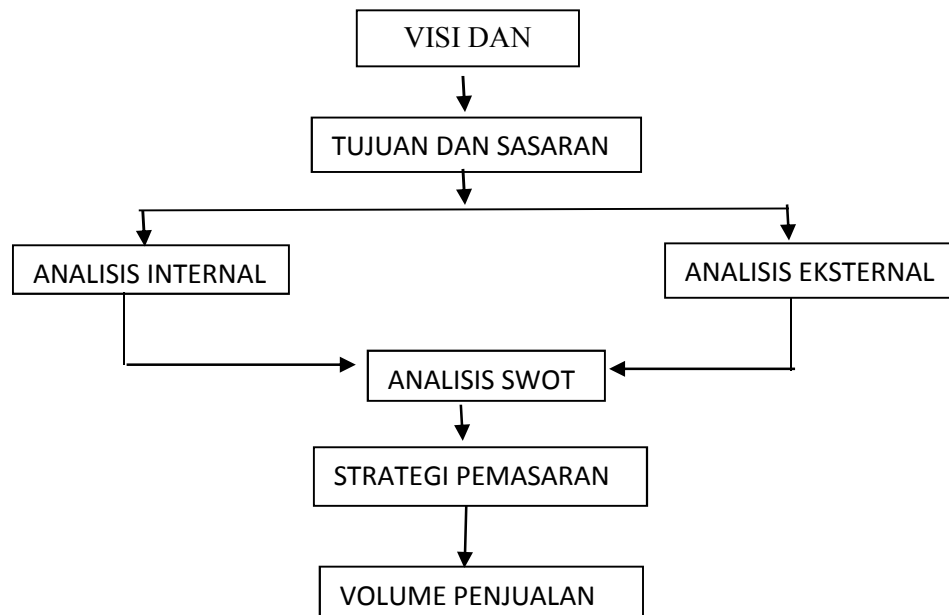 VISI DAN
TUJUAN DAN SASARAN
ANALISIS INTERNAL
ANALISIS EKSTERNAL
ANALISIS SWOT
STRATEGI PEMASARAN
VOLUME PENJUALAN